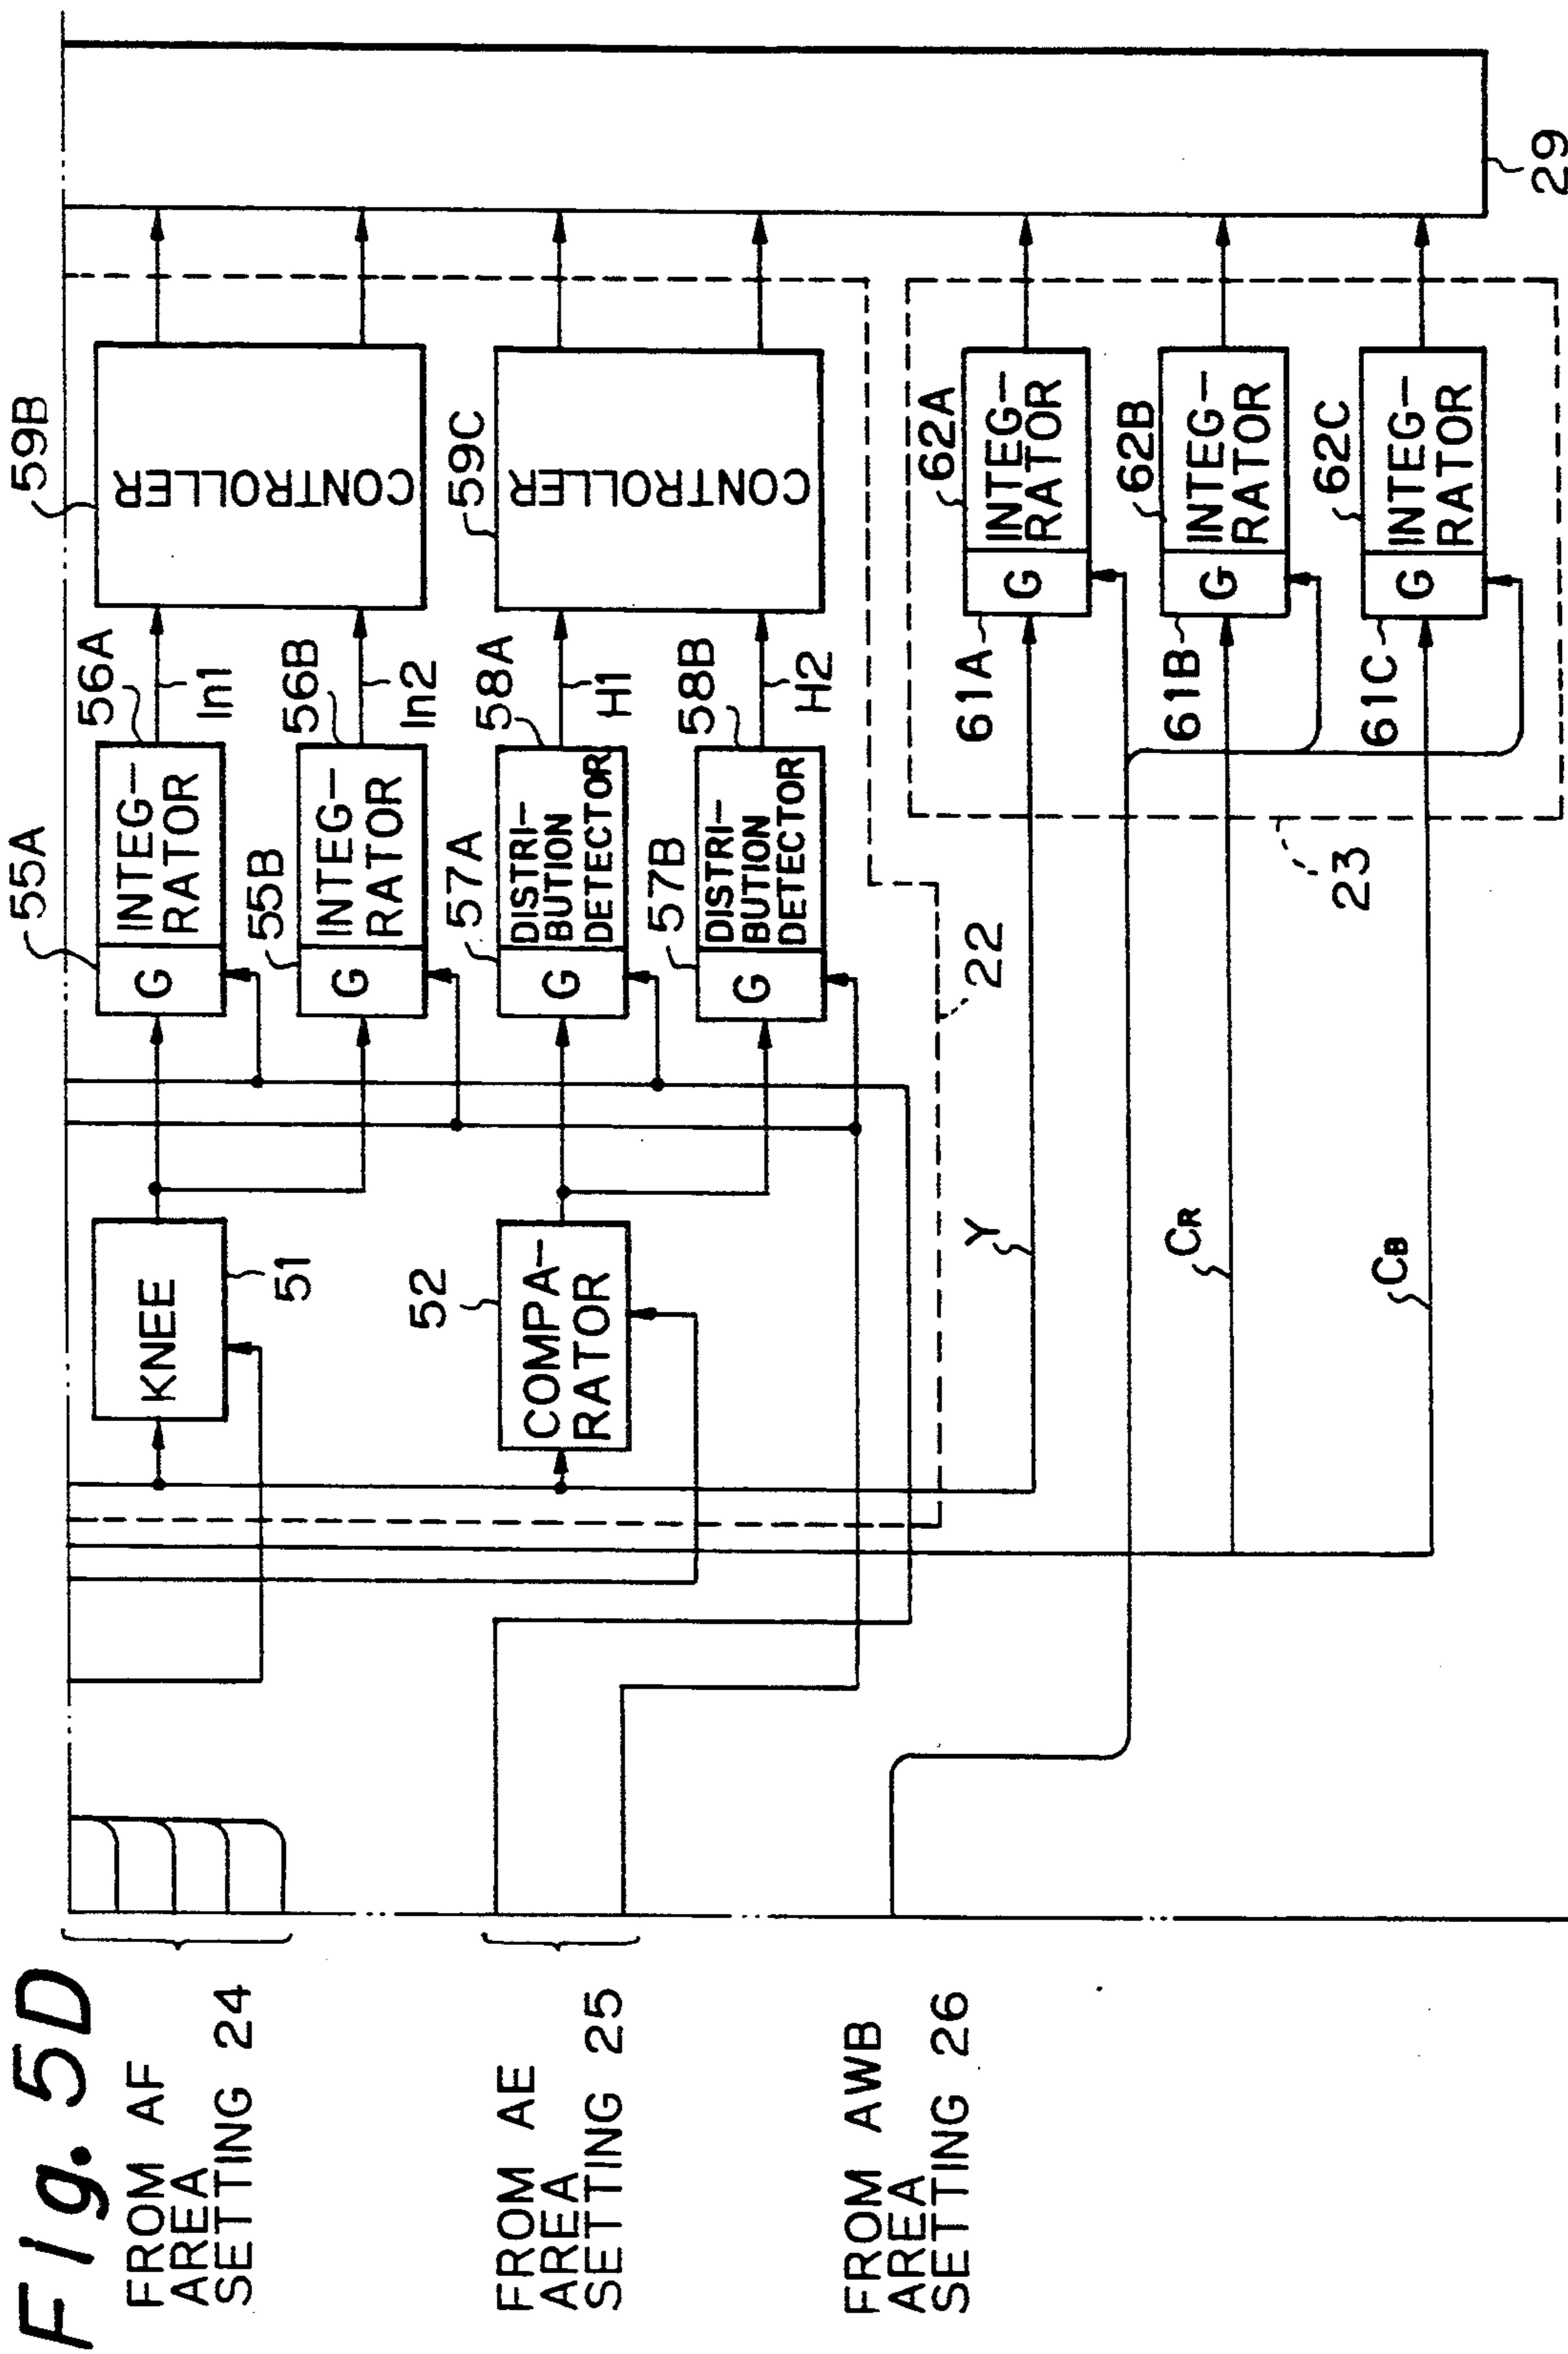 Fig. 5D
FROM AF
AREA
SETTING 24
FROM AE
AREA
SETTING 25
FROM AWB
AREA
SETTING 26
KNEE
51
COMPA-
RATOR
52
55A
G
INTEG-
RATOR
56A
In1
55B
G
INTEG-
RATOR
56B
In2
57A
G
DISTRI-
BUTION
DETECTOR
58A
H1
57B
G
DISTRI-
BUTION
DETECTOR
58B
H2
59B
CONTROLLER
59C
CONTROLLER
22
Y
CR
CB
61A
G
INTEG-
RATOR
62A
61B
G
INTEG-
RATOR
62B
61C
G
INTEG-
RATOR
62C
23
29